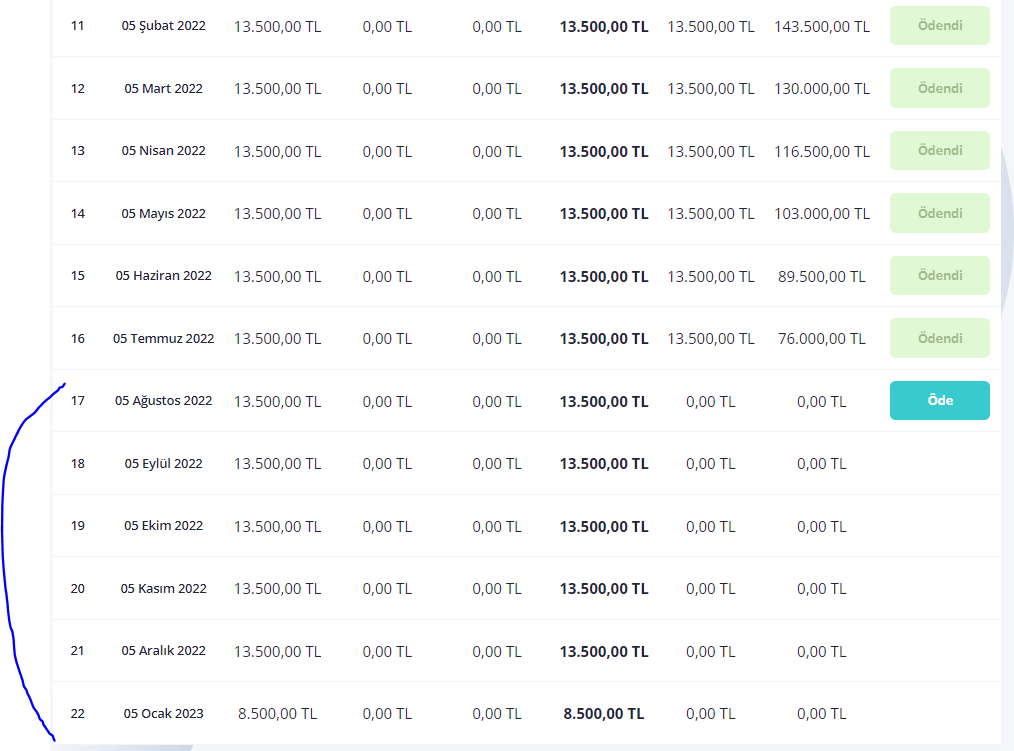 11 05 Şubat 2022 13.500,00 TL 0,00 TL 0,00 TL 13.500,00 TL 13.500,00 TL 143.500,00 TL Ödendi
12 05 Mart 2022 13.500,00 TL 0,00 TL 0,00 TL 13.500,00 TL 13.500,00 TL 130.000,00 TL Ödendi
13 05 Nisan 2022 13.500,00 TL 0,00 TL 0,00 TL 13.500,00 TL 13.500,00 TL 116.500,00 TL Ödendi
14 05 Mayıs 2022 13.500,00 TL 0,00 TL 0,00 TL 13.500,00 TL 13.500,00 TL 103.000,00 TL Ödendi
15 05 Haziran 2022 13.500,00 TL 0,00 TL 0,00 TL 13.500,00 TL 13.500,00 TL 89.500,00 TL Ödendi
16 05 Temmuz 2022 13.500,00 TL 0,00 TL 0,00 TL 13.500,00 TL 13.500,00 TL 76.000,00 TL Ödendi
17 05 Ağustos 2022 13.500,00 TL 0,00 TL 0,00 TL 13.500,00 TL 0,00 TL 0,00 TL Öde
18 05 Eylül 2022 13.500,00 TL 0,00 TL 0,00 TL 13.500,00 TL 0,00 TL 0,00 TL
19 05 Ekim 2022 13.500,00 TL 0,00 TL 0,00 TL 13.500,00 TL 0,00 TL 0,00 TL
20 05 Kasım 2022 13.500,00 TL 0,00 TL 0,00 TL 13.500,00 TL 0,00 TL 0,00 TL
21 05 Aralık 2022 13.500,00 TL 0,00 TL 0,00 TL 13.500,00 TL 0,00 TL 0,00 TL
22 05 Ocak 2023 8.500,00 TL 0,00 TL 0,00 TL 8.500,00 TL 0,00 TL 0,00 TL